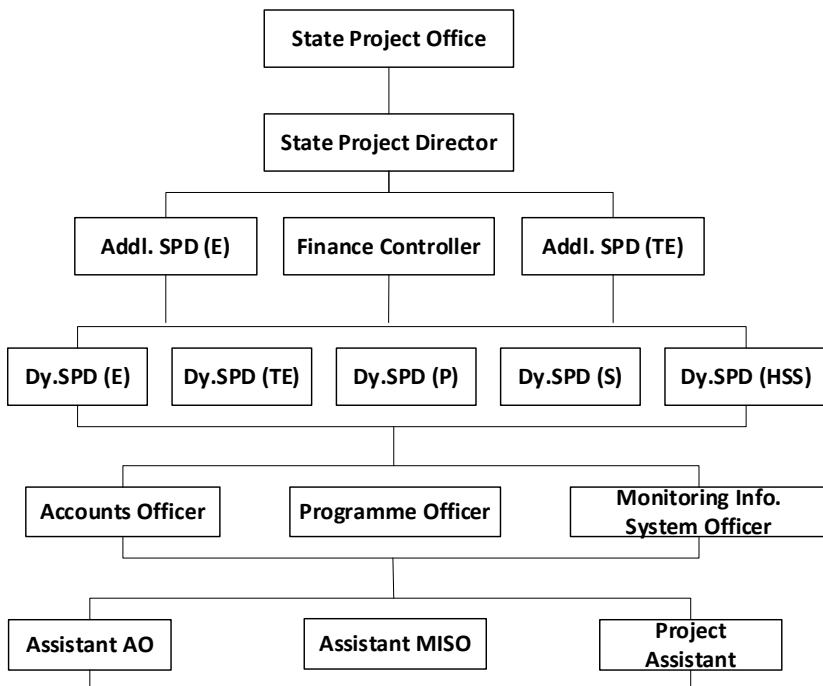 State Project Office
State Project Director
Addl. SPD (E)
Finance Controller
Addl. SPD (TE)
Dy.SPD (E)
Dy.SPD (TE)
Dy.SPD (P)
Dy.SPD (S)
Dy.SPD (HSS)
Accounts Officer
Programme Officer
Monitoring Info.
System Officer
Assistant AO
Assistant MISO
Project
Assistant